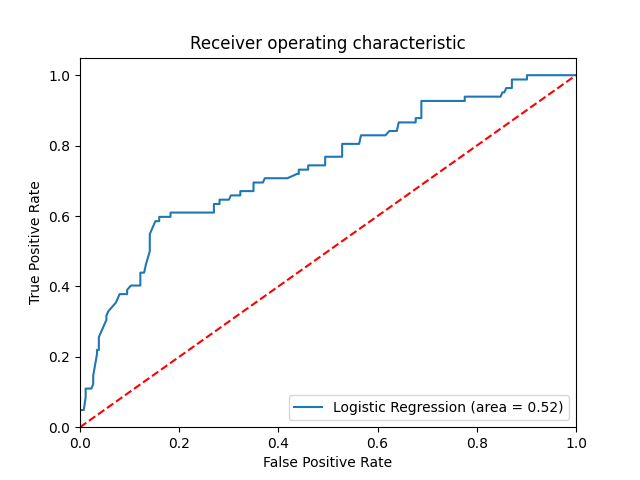 Receiver operating characteristic
1.0
0.8
0.6
0.4
0.2
0.0
True Positive Rate
Logistic Regression (area = 0.52)
0.0 0.2 0.4 0.6 0.8 1.0
False Positive Rate